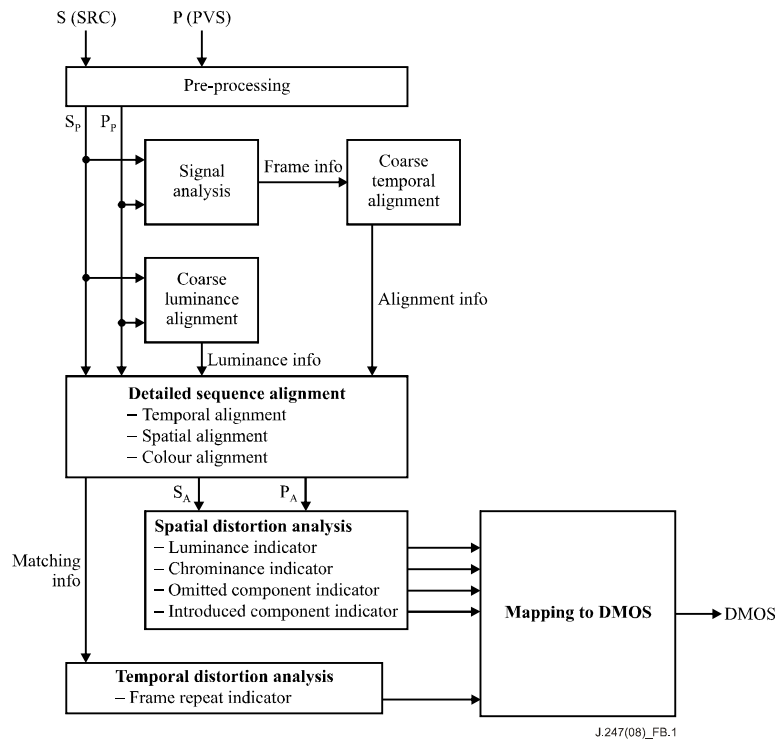 S (SRC)
P (PVS)
Pre-processing
S_P
P_P
Signal
analysis
Frame info
Coarse
temporal
alignment
Coarse
luminance
alignment
Alignment info
Luminance info
Detailed sequence alignment
– Temporal alignment
– Spatial alignment
– Colour alignment
S_A
P_A
Matching
info
Spatial distortion analysis
– Luminance indicator
– Chrominance indicator
– Omitted component indicator
– Introduced component indicator
Mapping to DMOS
DMOS
Temporal distortion analysis
– Frame repeat indicator
J.247(08)_FB.1